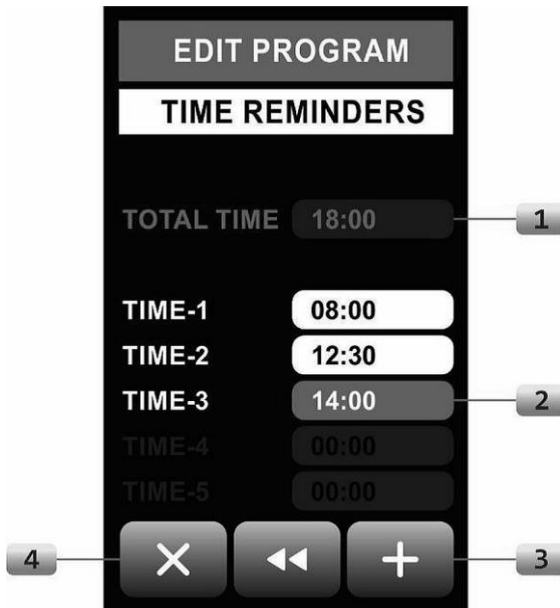 EDIT PROGRAM
TIME REMINDERS
TOTAL TIME 18:00
1
TIME-1 08:00
TIME-2 12:30
TIME-3 14:00
2
TIME-4 00:00
TIME-5 00:00
4
3